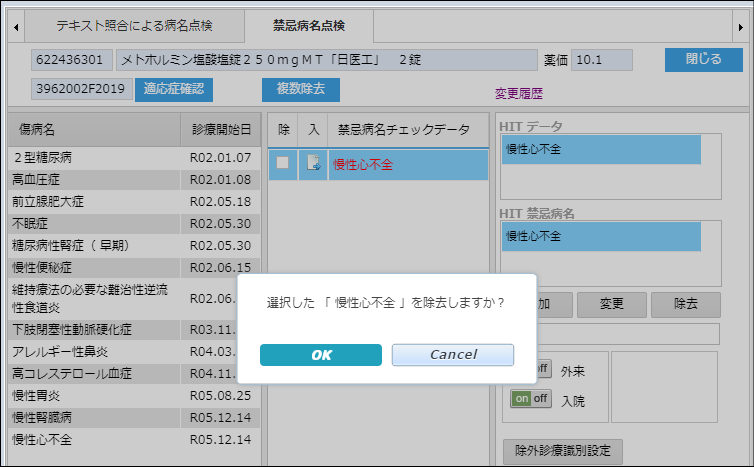 テキスト照合による病名点検 禁忌病名点検
622436301 メトホルミン塩酸塩錠２５０ｍｇＭＴ「日医工」 ２錠 薬価 10.1 閉じる
3962002F2019 適応症確認 複数除去 変更履歴
傷病名 診療開始日
２型糖尿病 R02.01.07
高血圧症 R02.01.08
前立腺肥大症 R02.05.18
不眠症 R02.05.30
糖尿病性腎症（ 早期） R02.05.30
慢性便秘症 R02.06.15
維持療法の必要な難治性逆流
性食道炎 R02.06.
下肢閉塞性動脈硬化症 R03.11.
アレルギー性鼻炎 R04.03.
高コレステロール血症 R04.11.
慢性胃炎 R05.08.25
慢性腎臓病 R05.12.14
慢性心不全 R05.12.14
除 入 禁忌病名チェックデータ
慢性心不全
HIT データ
慢性心不全
HIT 禁忌病名
慢性心不全
加 変更 除去
off 外来
on off 入院
除外診療識別設定
選択した 「 慢性心不全 」を除去しますか？
OK Cancel